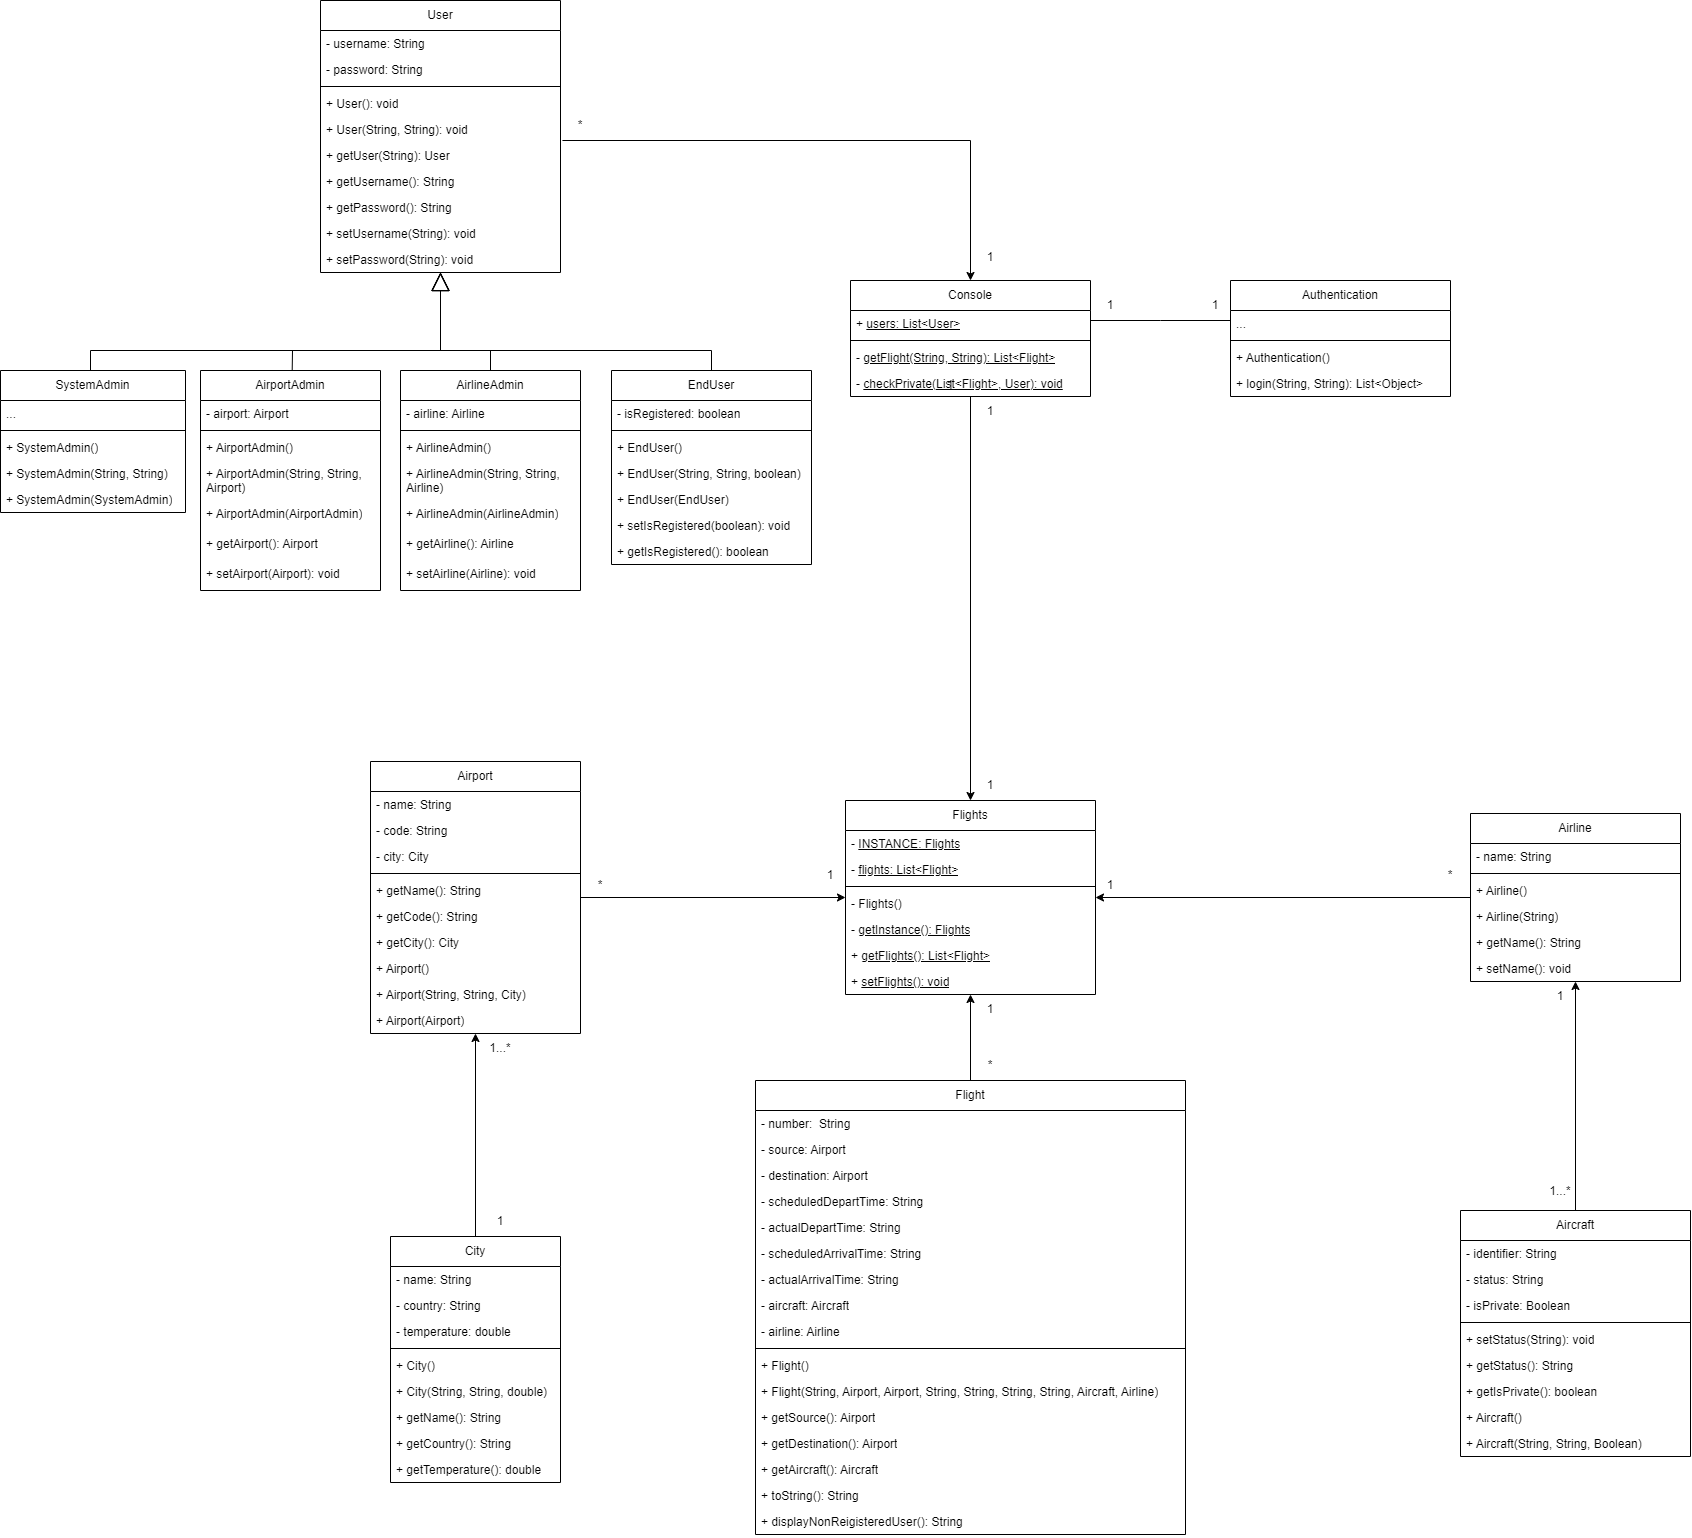 User
- username: String
- password: String
+ User(): void
+ User(String, String): void
+ getUser(String): User
+ getUsername(): String
+ getPassword(): String
+ setUsername(String): void
+ setPassword(String): void
*
1
Console
+ users: List<User>
- getFlight(String, String): List<Flight>
- checkPrivate(List<Flight>, User): void
1
1
1
Authentication
...
+ Authentication()
+ login(String, String): List<Object>
SystemAdmin
...
+ SystemAdmin()
+ SystemAdmin(String, String)
+ SystemAdmin(SystemAdmin)
AirportAdmin
- airport: Airport
+ AirportAdmin()
+ AirportAdmin(String, String,
Airport)
+ AirportAdmin(AirportAdmin)
+ getAirport(): Airport
+ setAirport(Airport): void
AirlineAdmin
- airline: Airline
+ AirlineAdmin()
+ AirlineAdmin(String, String,
Airline)
+ AirlineAdmin(AirlineAdmin)
+ getAirline(): Airline
+ setAirline(Airline): void
EndUser
- isRegistered: boolean
+ EndUser()
+ EndUser(String, String, boolean)
+ EndUser(EndUser)
+ setIsRegistered(boolean): void
+ getIsRegistered(): boolean
Airport
- name: String
- code: String
- city: City
+ getName(): String
+ getCode(): String
+ getCity(): City
+ Airport()
+ Airport(String, String, City)
+ Airport(Airport)
*
1
1
Flights
- INSTANCE: Flights
- flights: List<Flight>
- Flights()
- getInstance(): Flights
+ getFlights(): List<Flight>
+ setFlights(): void
1
*
Airline
- name: String
+ Airline()
+ Airline(String)
+ getName(): String
+ setName(): void
1
1...*
1...*
1
City
- name: String
- country: String
- temperature: double
+ City()
+ City(String, String, double)
+ getName(): String
+ getCountry(): String
+ getTemperature(): double
1
*
Flight
- number:  String
- source: Airport
- destination: Airport
- scheduledDepartTime: String
- actualDepartTime: String
- scheduledArrivalTime: String
- actualArrivalTime: String
- aircraft: Aircraft
- airline: Airline
+ Flight()
+ Flight(String, Airport, Airport, String, String, String, String, Aircraft, Airline)
+ getSource(): Airport
+ getDestination(): Airport
+ getAircraft(): Aircraft
+ toString(): String
+ displayNonReigisteredUser(): String
Aircraft
- identifier: String
- status: String
- isPrivate: Boolean
+ setStatus(String): void
+ getStatus(): String
+ getIsPrivate(): boolean
+ Aircraft()
+ Aircraft(String, String, Boolean)